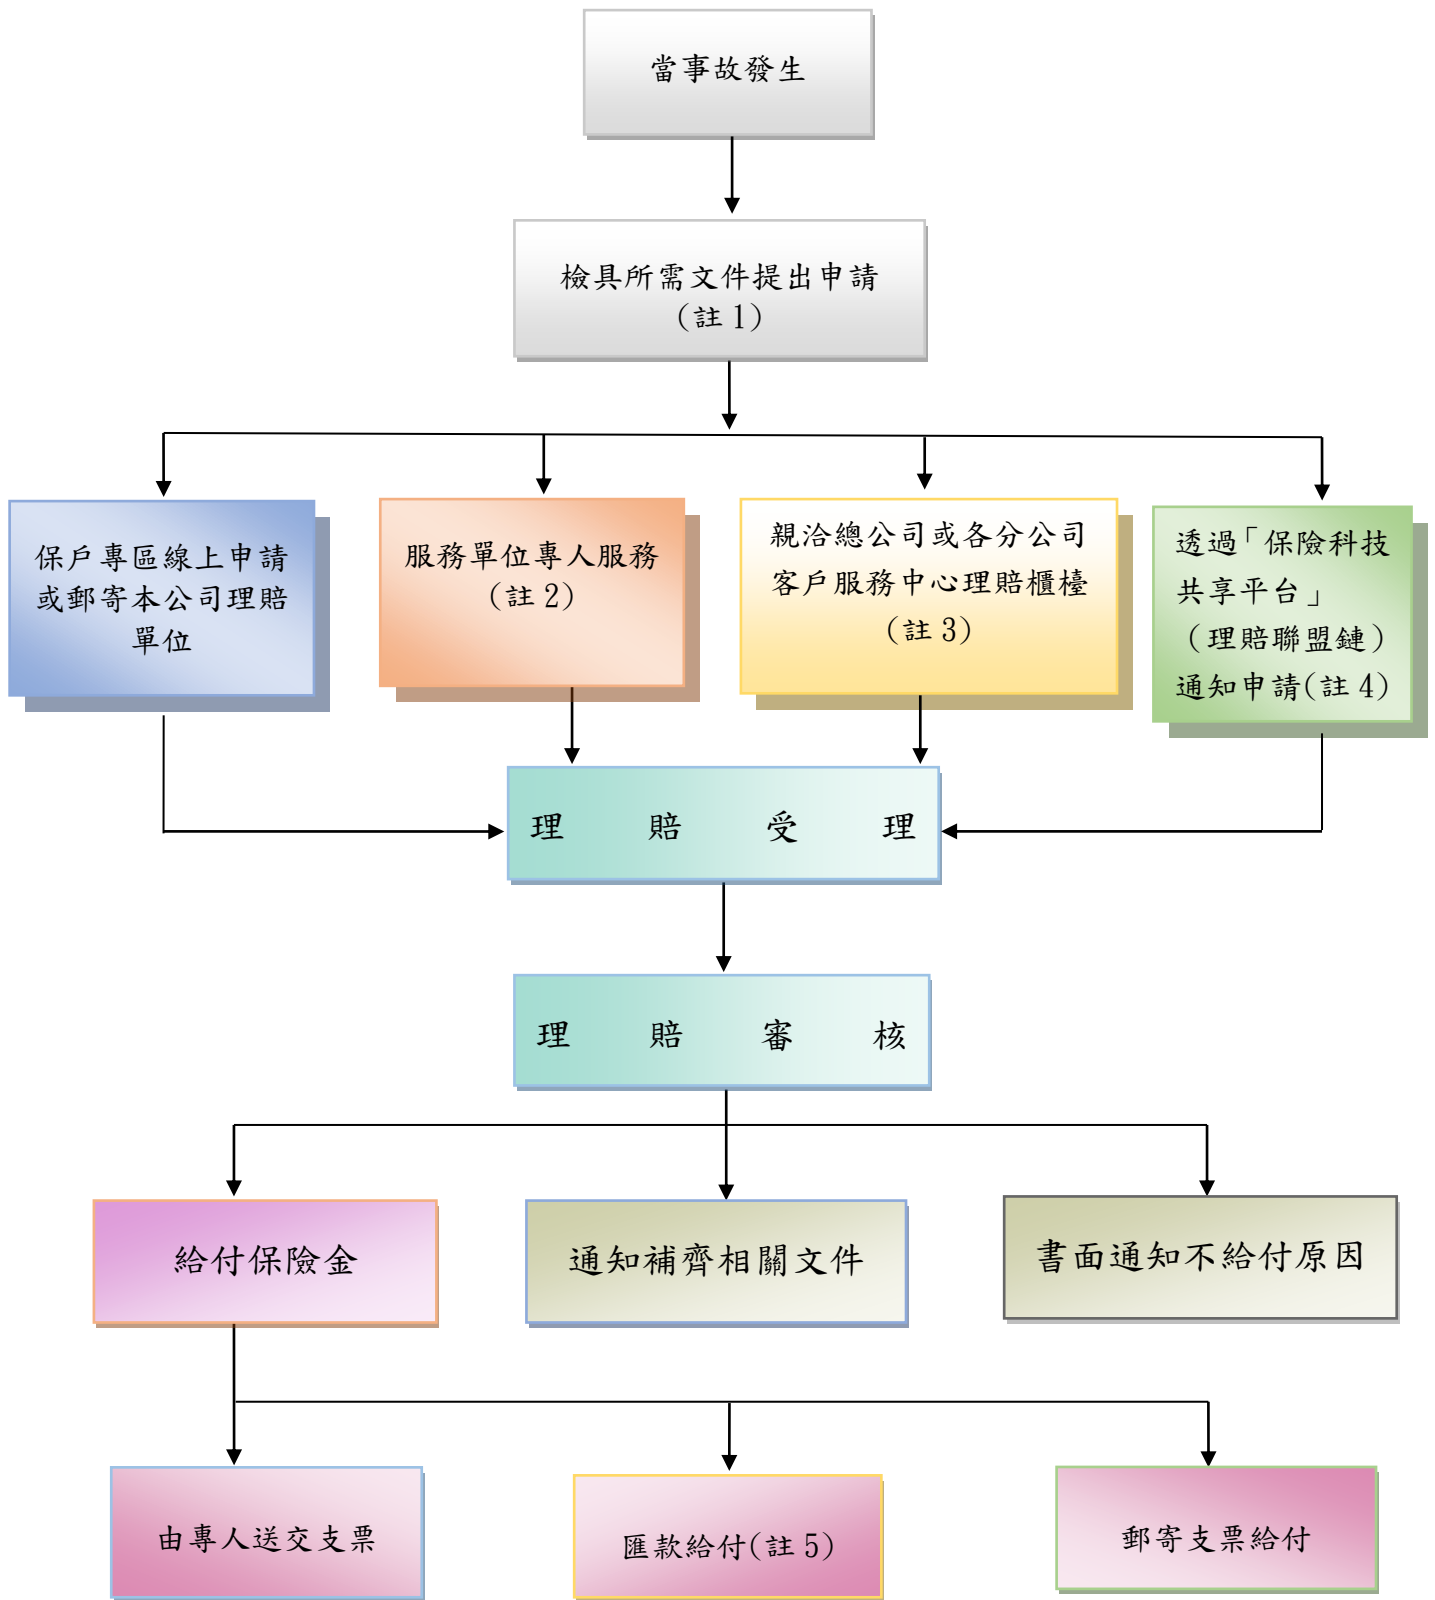 當事故發生
檢具所需文件提出申請
(註 1)
保戶專區線上申請
或郵寄本公司理賠
單位
服務單位專人服務
(註 2)
親洽總公司或各分公司
客戶服務中心理賠櫃檯
(註 3)
透過「保險科技
共享平台」
（理賠聯盟鏈）
通知申請(註 4)
理 賠 受 理
理 賠 審 核
給付保險金
通知補齊相關文件
書面通知不給付原因
由專人送交支票
匯款給付(註 5)
郵寄支票給付